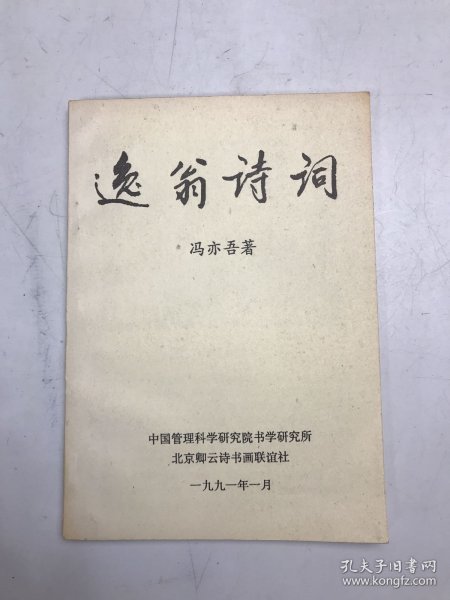 逸翁诗词
冯亦吾著
中国管理科学研究院书学研究所
北京卿云诗书画联谊社
一九九一年一月
孔夫子旧书网
www.kongfz.com